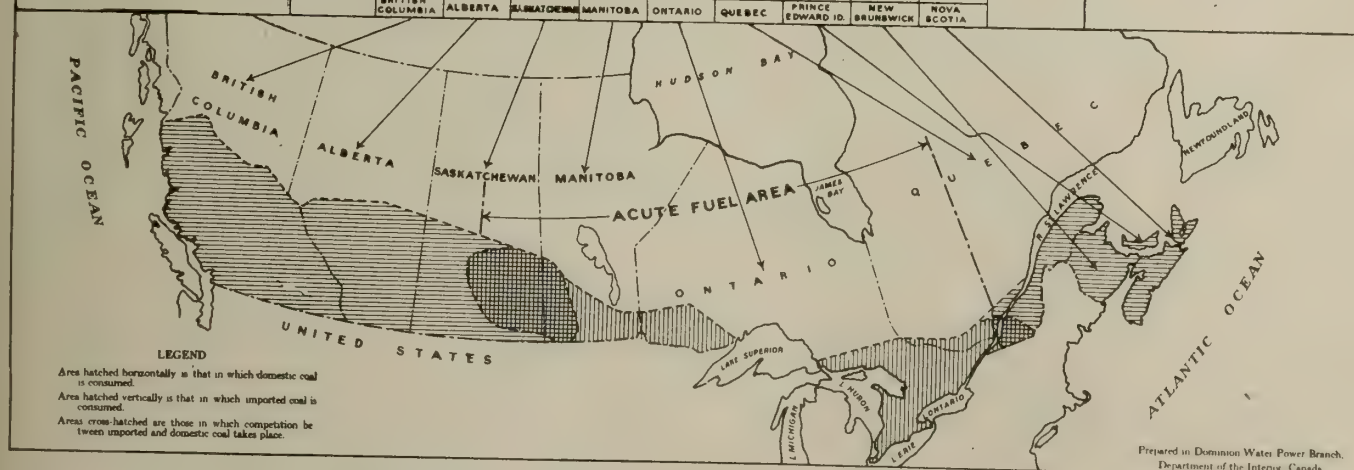 BRITISH
COLUMBIA
ALBERTA
SASKATCHEWAN
MANITOBA
ONTARIO
QUEBEC
PRINCE
EDWARD ID.
NEW
BRUNSWICK
NOVA
SCOTIA
PACIFIC OCEAN
BRITISH
COLUMBIA
ALBERTA
SASKATCHEWAN
MANITOBA
HUDSON BAY
JAMES
BAY
ACUTE FUEL AREA
ONTARIO
QUEBEC
R. ST. LAWRENCE
NEWFOUNDLAND
UNITED STATES
LAKE SUPERIOR
L. MICHIGAN
L. HURON
L. ERIE
L. ONTARIO
ATLANTIC OCEAN
LEGEND
Area hatched horizontally is that in which domestic coal
is consumed.
Area hatched vertically is that in which imported coal is
consumed.
Areas cross-hatched are those in which competition be
tween imported and domestic coal takes place.
Prepared in Dominion Water Power Branch,
Department of the Interior, Canada